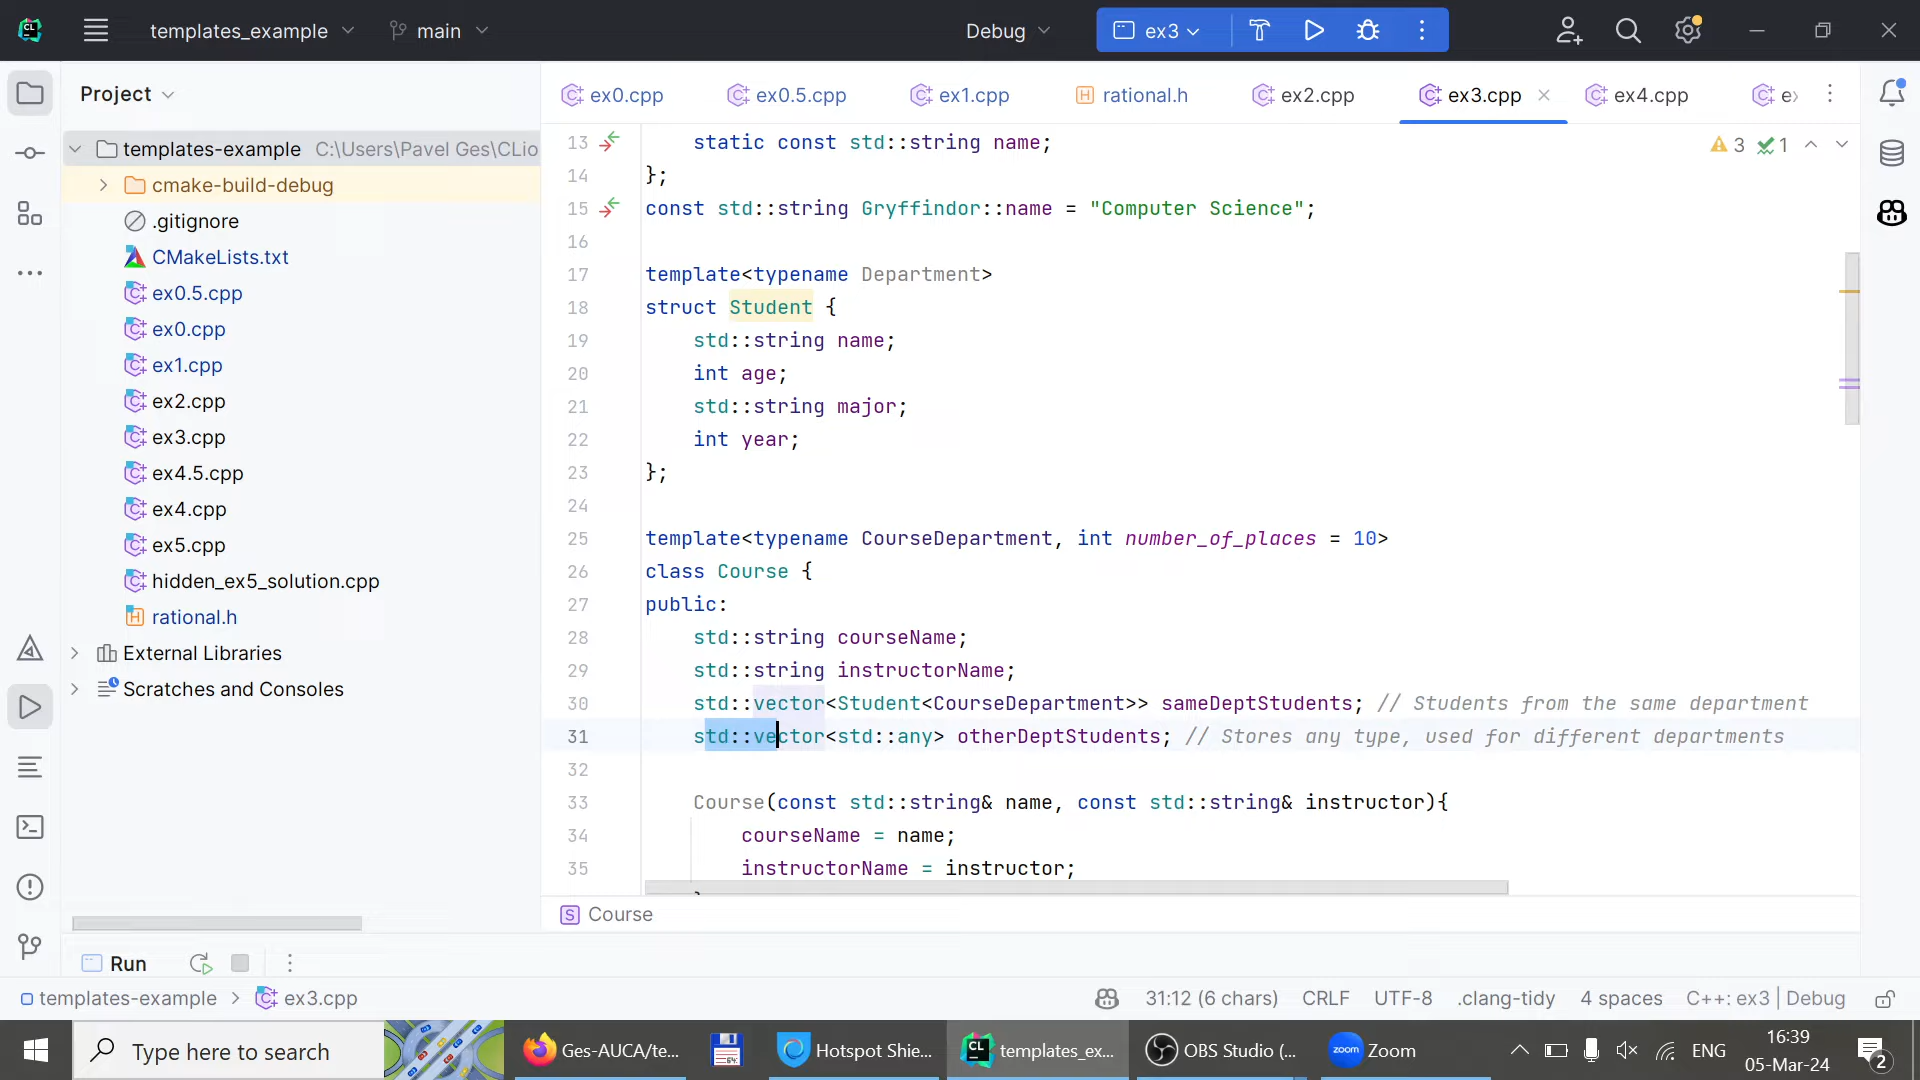 templates_example
main
Debug
ex3
Project
ex0.cpp
ex0.5.cpp
ex1.cpp
rational.h
ex2.cpp
ex3.cpp
ex4.cpp
templates-example C:\Users\Pavel Ges\CLio
cmake-build-debug
.gitignore
CMakeLists.txt
ex0.5.cpp
ex0.cpp
ex1.cpp
ex2.cpp
ex3.cpp
ex4.5.cpp
ex4.cpp
ex5.cpp
hidden_ex5_solution.cpp
rational.h
External Libraries
Scratches and Consoles
3 1
13 static const std::string name;
14 };
15 const std::string Gryffindor::name = "Computer Science";
16
17 template<typename Department>
18 struct Student {
19 std::string name;
20 int age;
21 std::string major;
22 int year;
23 };
24
25 template<typename CourseDepartment, int number_of_places = 10>
26 class Course {
27 public:
28 std::string courseName;
29 std::string instructorName;
30 std::vector<Student<CourseDepartment>> sameDeptStudents; // Students from the same department
31 std::vector<std::any> otherDeptStudents; // Stores any type, used for different departments
32
33 Course(const std::string& name, const std::string& instructor){
34 courseName = name;
35 instructorName = instructor;
S Course
Run
templates-example > ex3.cpp
31:12 (6 chars) CRLF UTF-8 .clang-tidy 4 spaces C++: ex3 | Debug
Type here to search
Ges-AUCA/te...
Hotspot Shie...
templates_ex...
OBS Studio (...
zoom Zoom
ENG
16:39
05-Mar-24
2